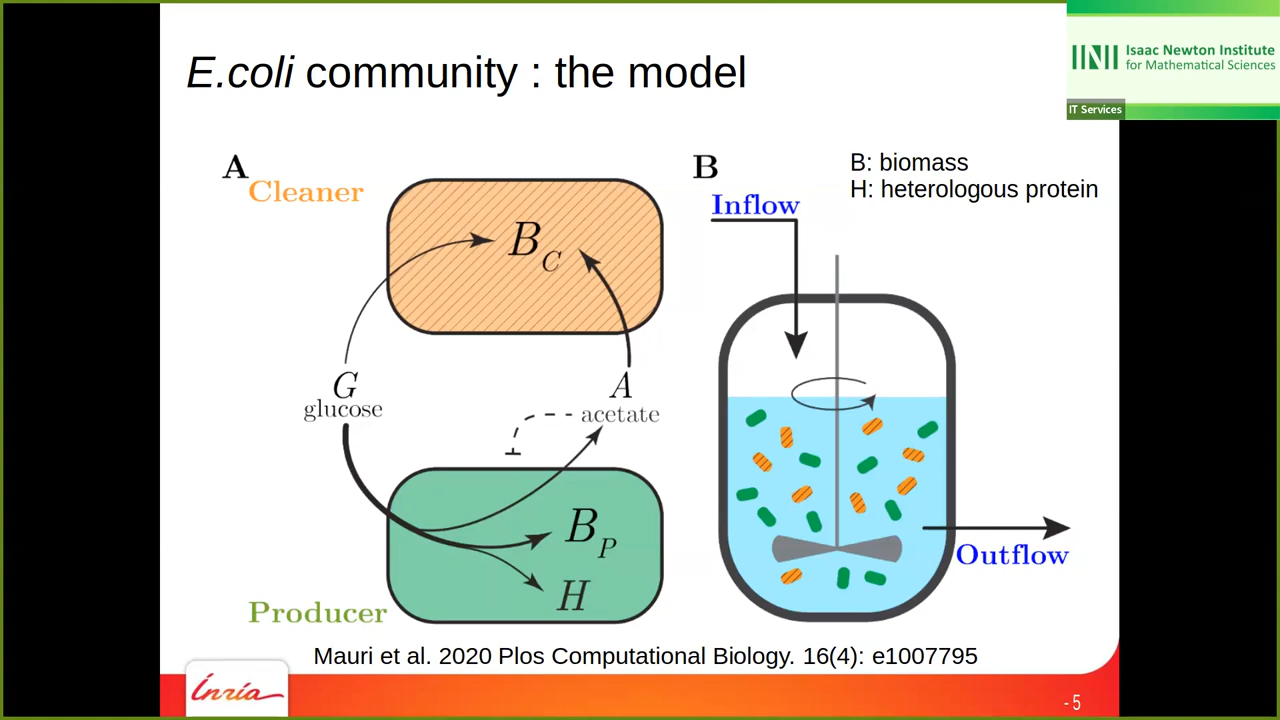 E.coli community : the model
Isaac Newton Institute
for Mathematical Sciences
IT Services
A
Cleaner
B_C
G
glucose
A
acetate
B_P
H
Producer
B
B: biomass
H: heterologous protein
Inflow
Outflow
Mauri et al. 2020 Plos Computational Biology. 16(4): e1007795
Inria
- 5